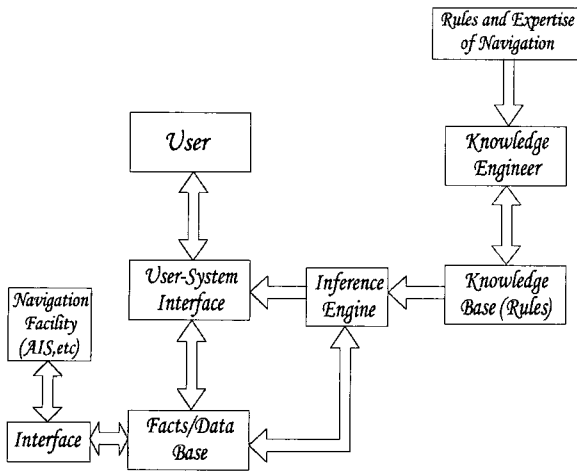 Rules and Expertise
of Navigation
User
Knowledge
Engineer
User-System
Interface
Inference
Engine
Knowledge
Base (Rules)
Navigation
Facility
(AIS,etc)
Interface
Facts/Data
Base